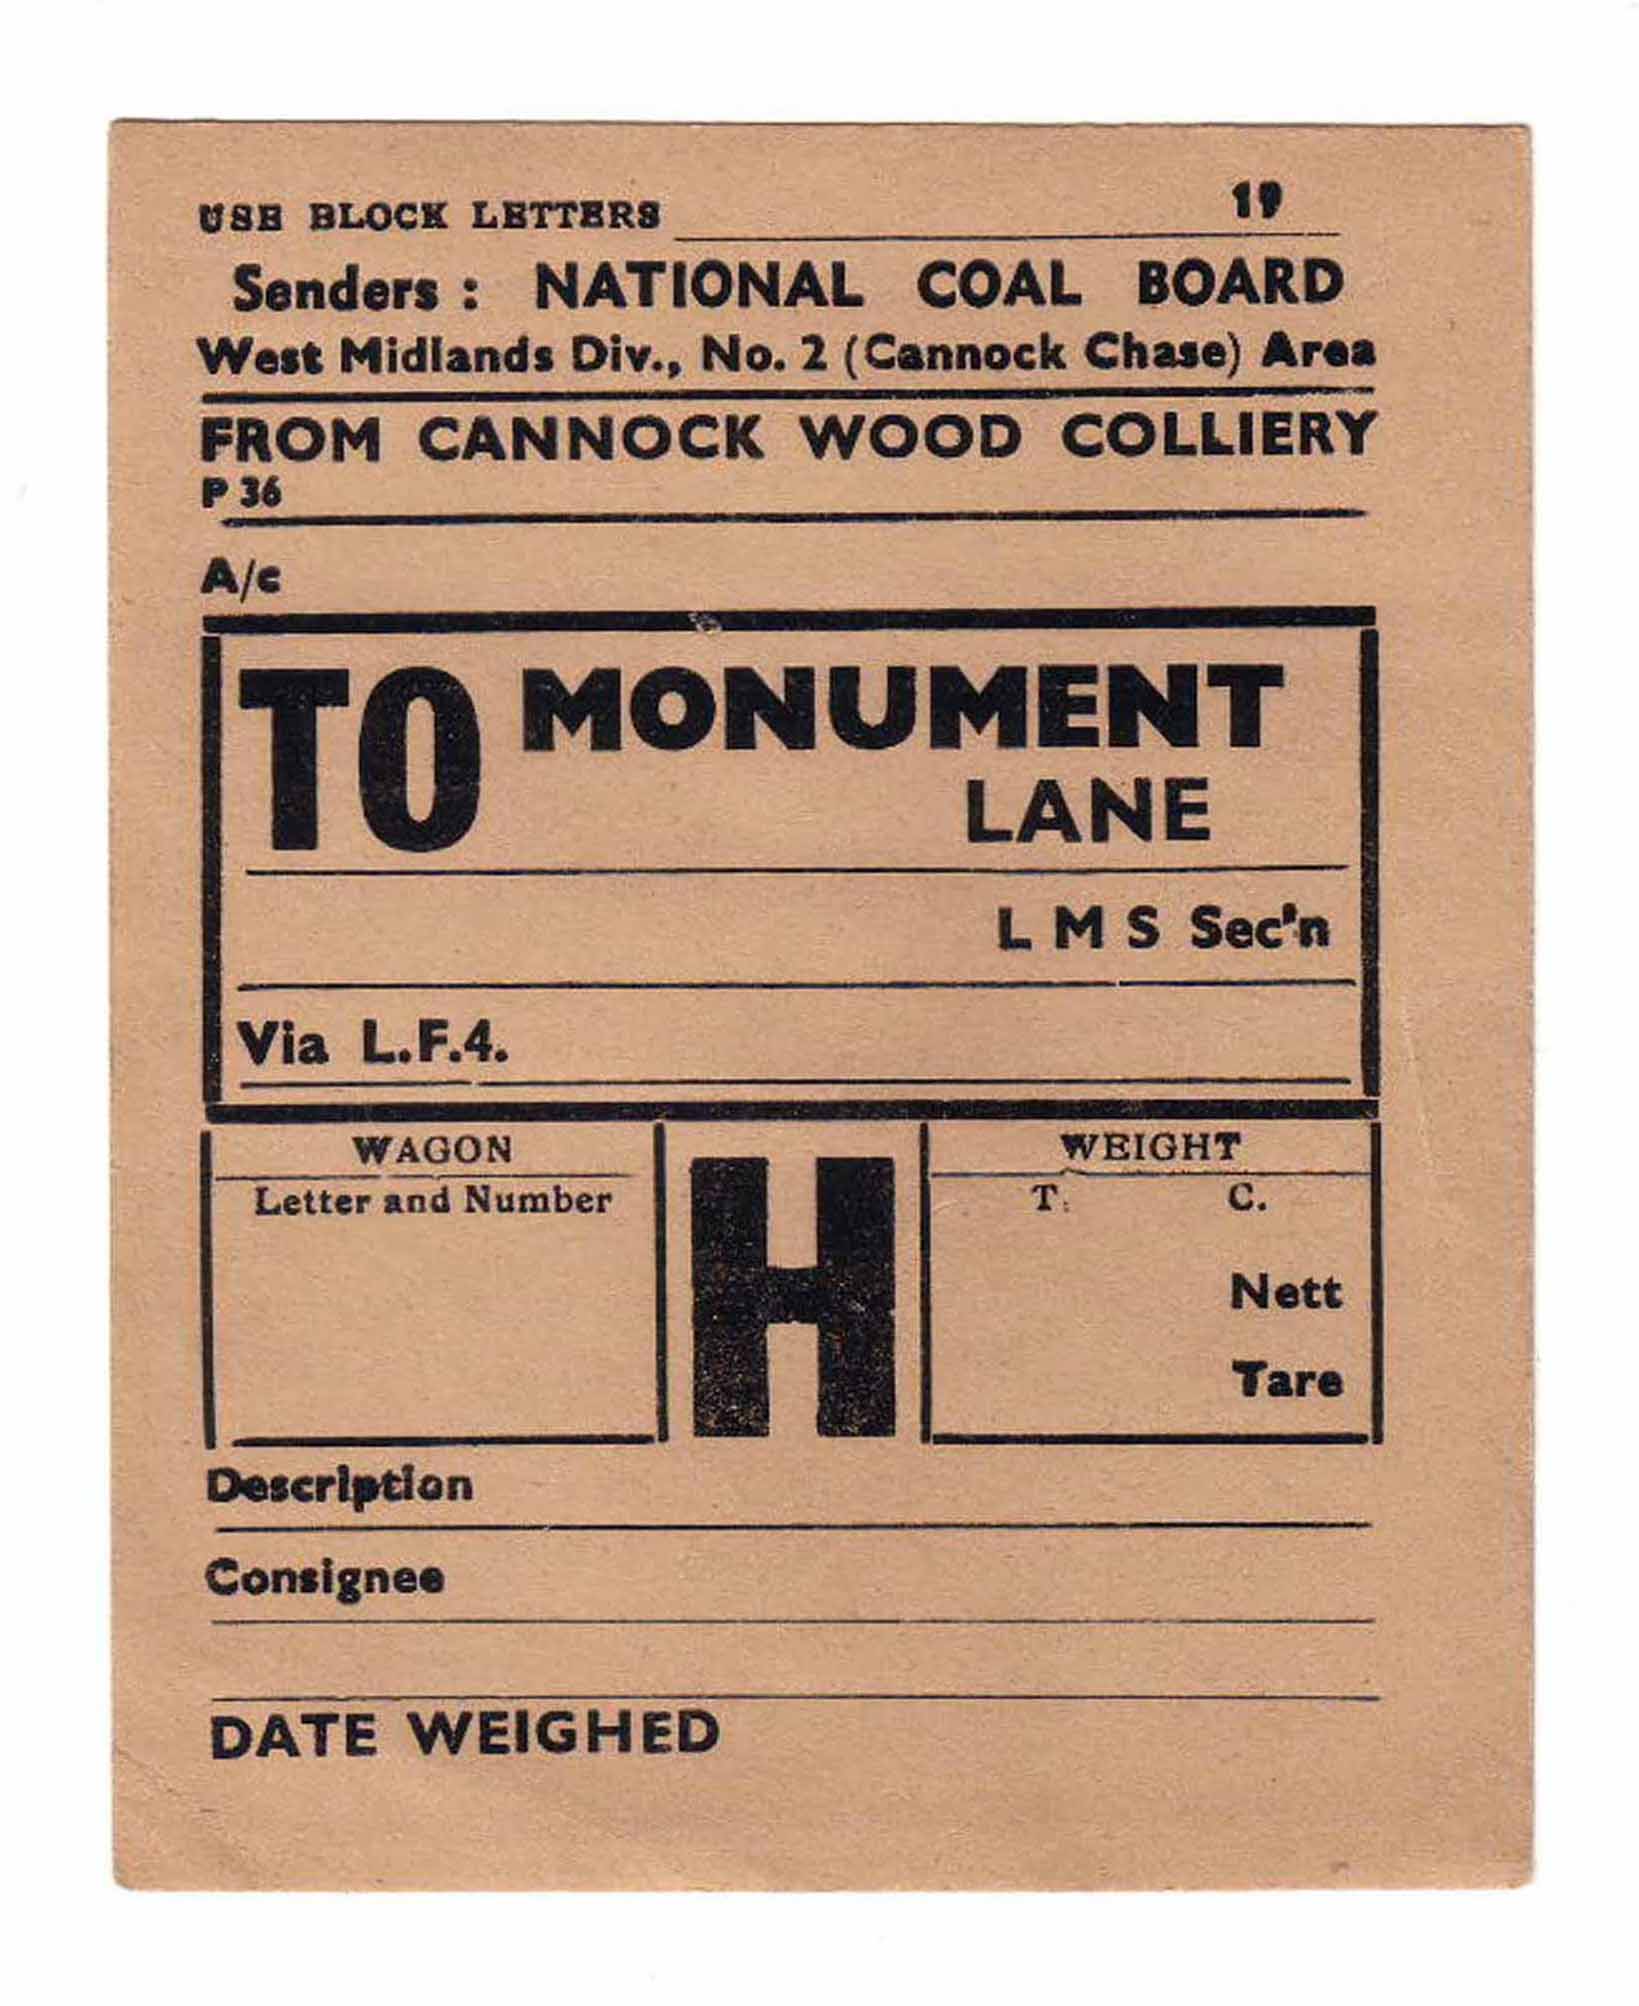 USE BLOCK LETTERS 19
Senders : NATIONAL COAL BOARD
West Midlands Div., No. 2 (Cannock Chase) Area
FROM CANNOCK WOOD COLLIERY
P 36
A/c
TO MONUMENT
LANE
L M S Sec'n
Via L.F.4.
WAGON
Letter and Number
H
WEIGHT
T. C.
Nett
Tare
Description
Consignee
DATE WEIGHED